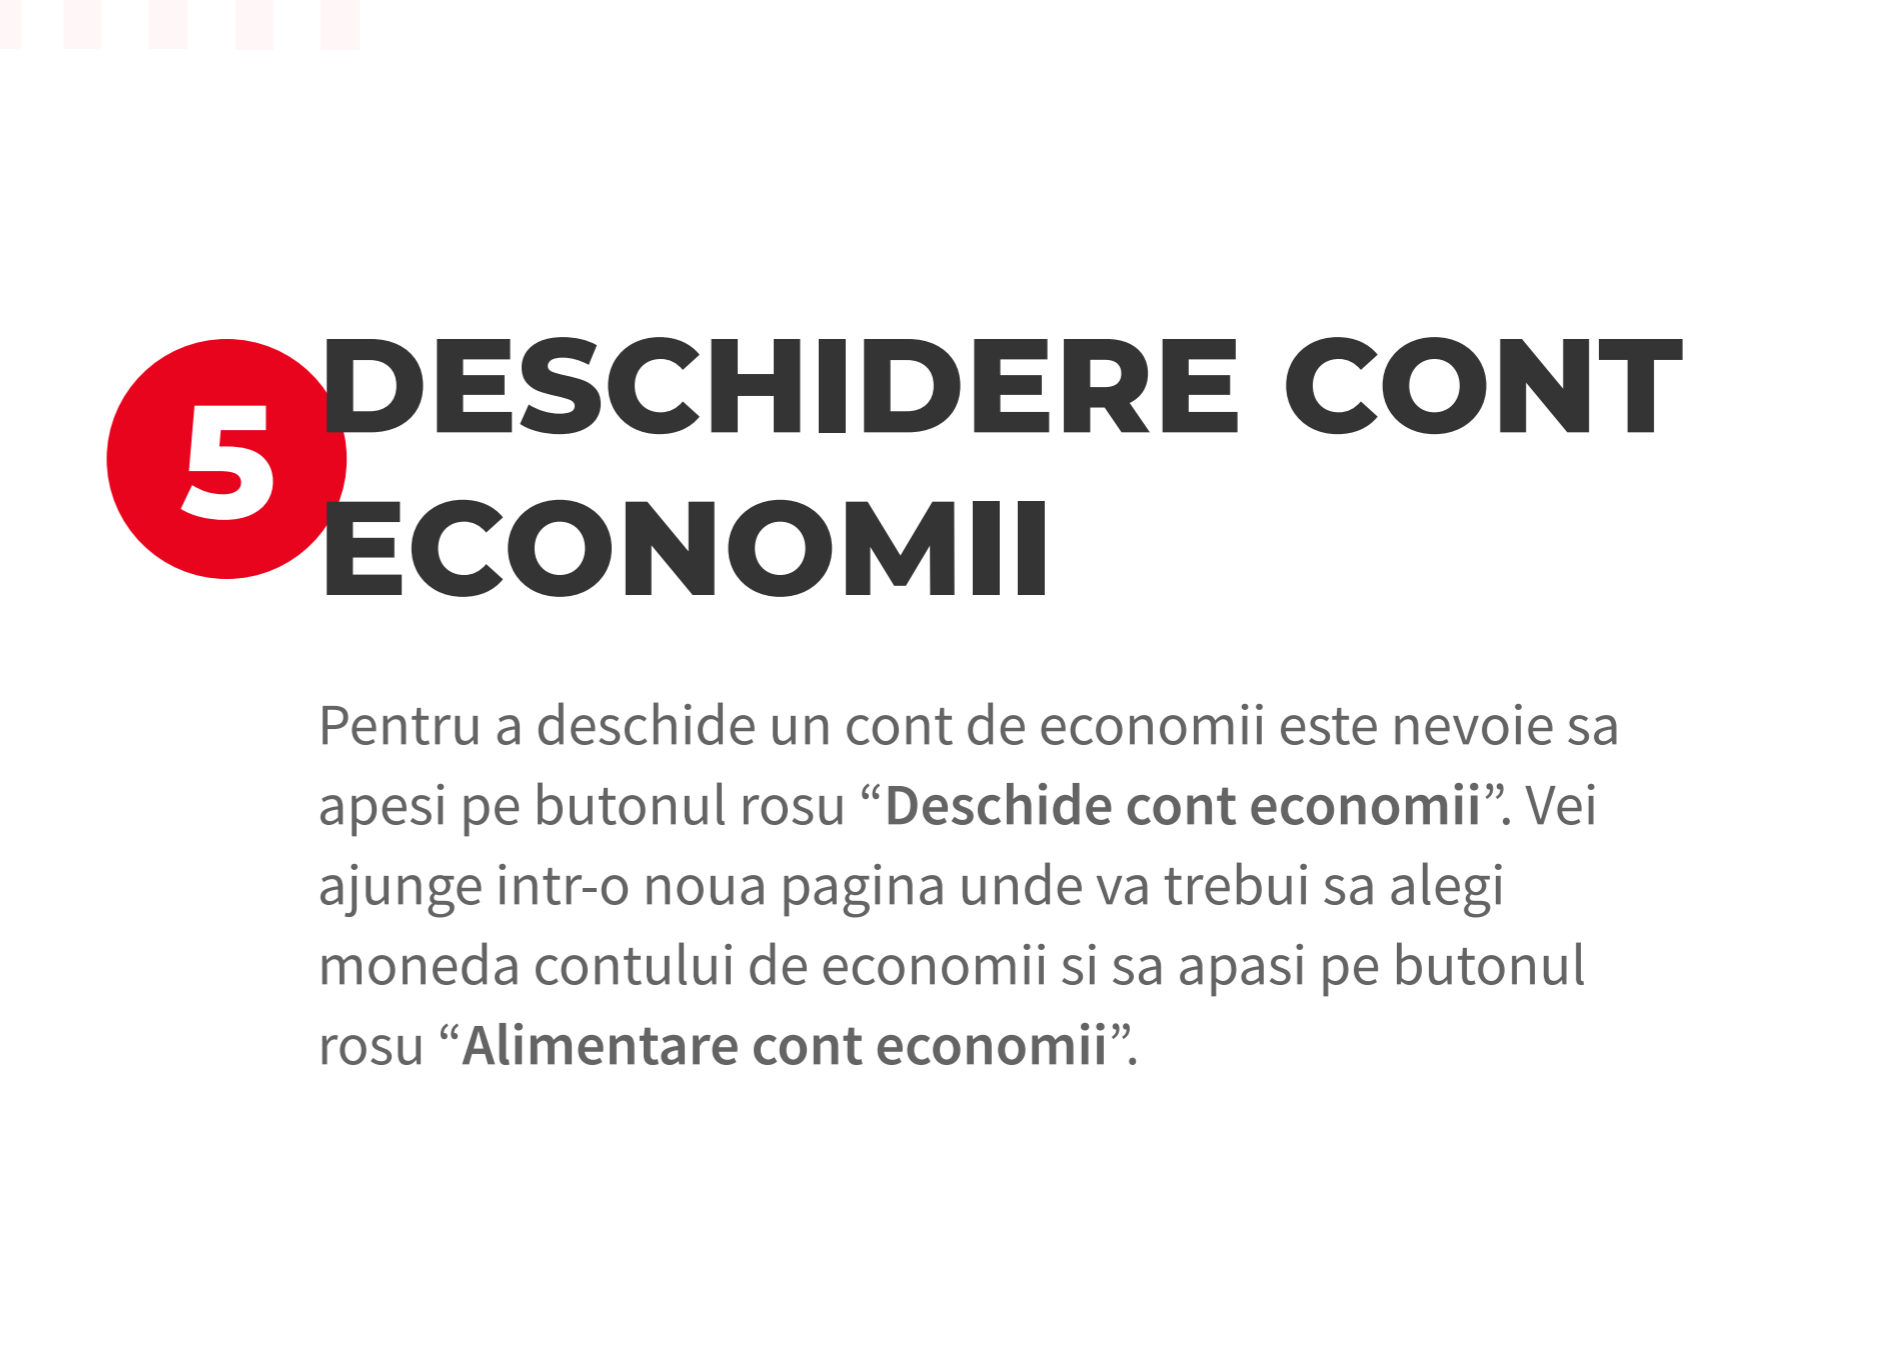 5
DESCHIDERE CONT
ECONOMII
Pentru a deschide un cont de economii este nevoie sa
apesi pe butonul rosu “Deschide cont economii”. Vei
ajunge intr-o noua pagina unde va trebui sa alegi
moneda contului de economii si sa apasi pe butonul
rosu “Alimentare cont economii”.